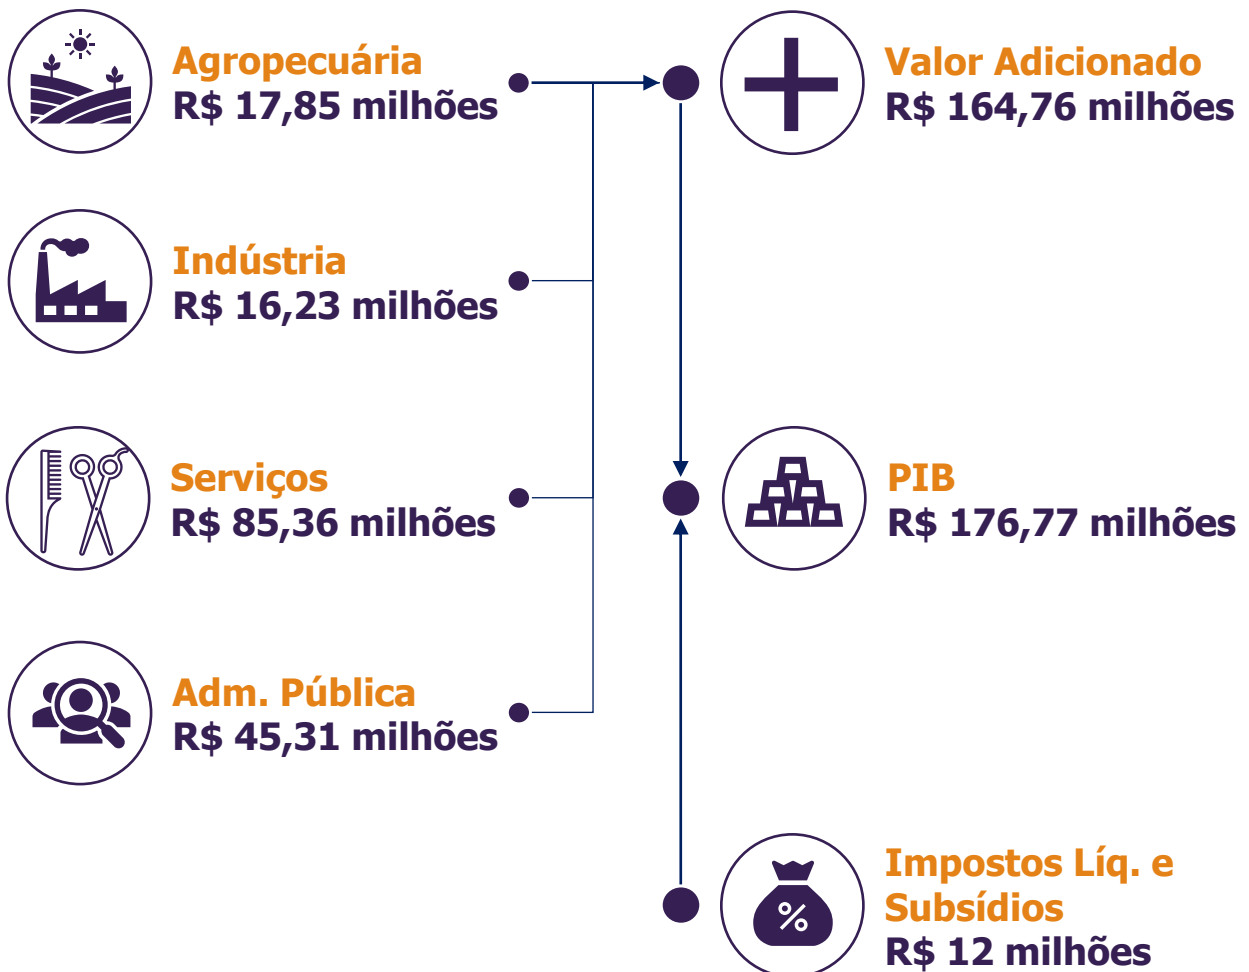 Agropecuária
R$ 17,85 milhões
Indústria
R$ 16,23 milhões
Serviços
R$ 85,36 milhões
Adm. Pública
R$ 45,31 milhões
Valor Adicionado
R$ 164,76 milhões
PIB
R$ 176,77 milhões
%
Impostos Líq. e
Subsídios
R$ 12 milhões